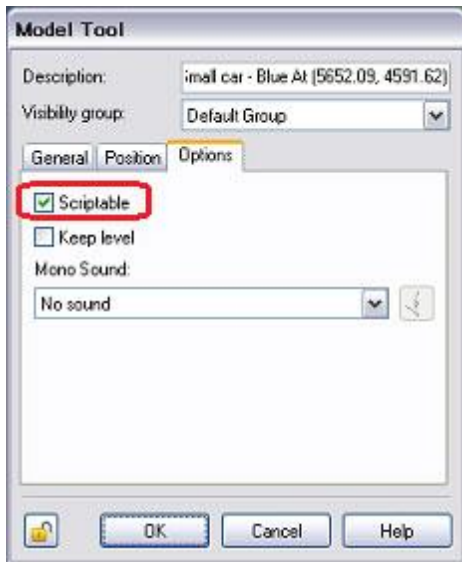 Model Tool
Description: Small car - Blue At (5652.09, 4591.62)
Visibility group: Default Group
General Position Options
Scriptable
Keep level
Mono Sound:
No sound
OK Cancel Help